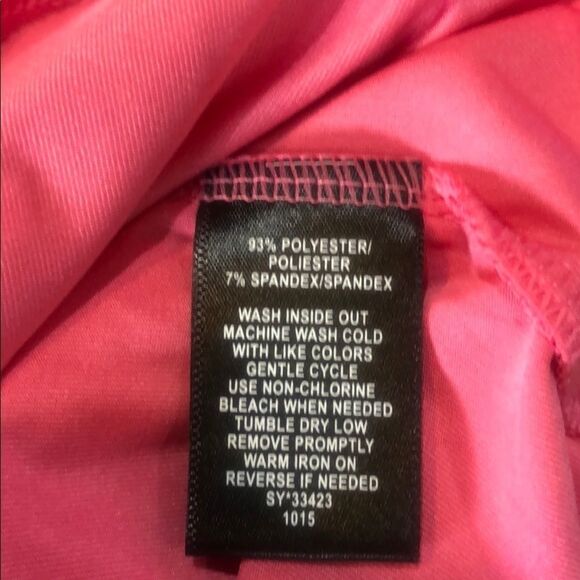 93% POLYESTER/
POLIESTER
7% SPANDEX/SPANDEX
WASH INSIDE OUT
MACHINE WASH COLD
WITH LIKE COLORS
GENTLE CYCLE
USE NON-CHLORINE
BLEACH WHEN NEEDED
TUMBLE DRY LOW
REMOVE PROMPTLY
WARM IRON ON
REVERSE IF NEEDED
SY*33423
1015